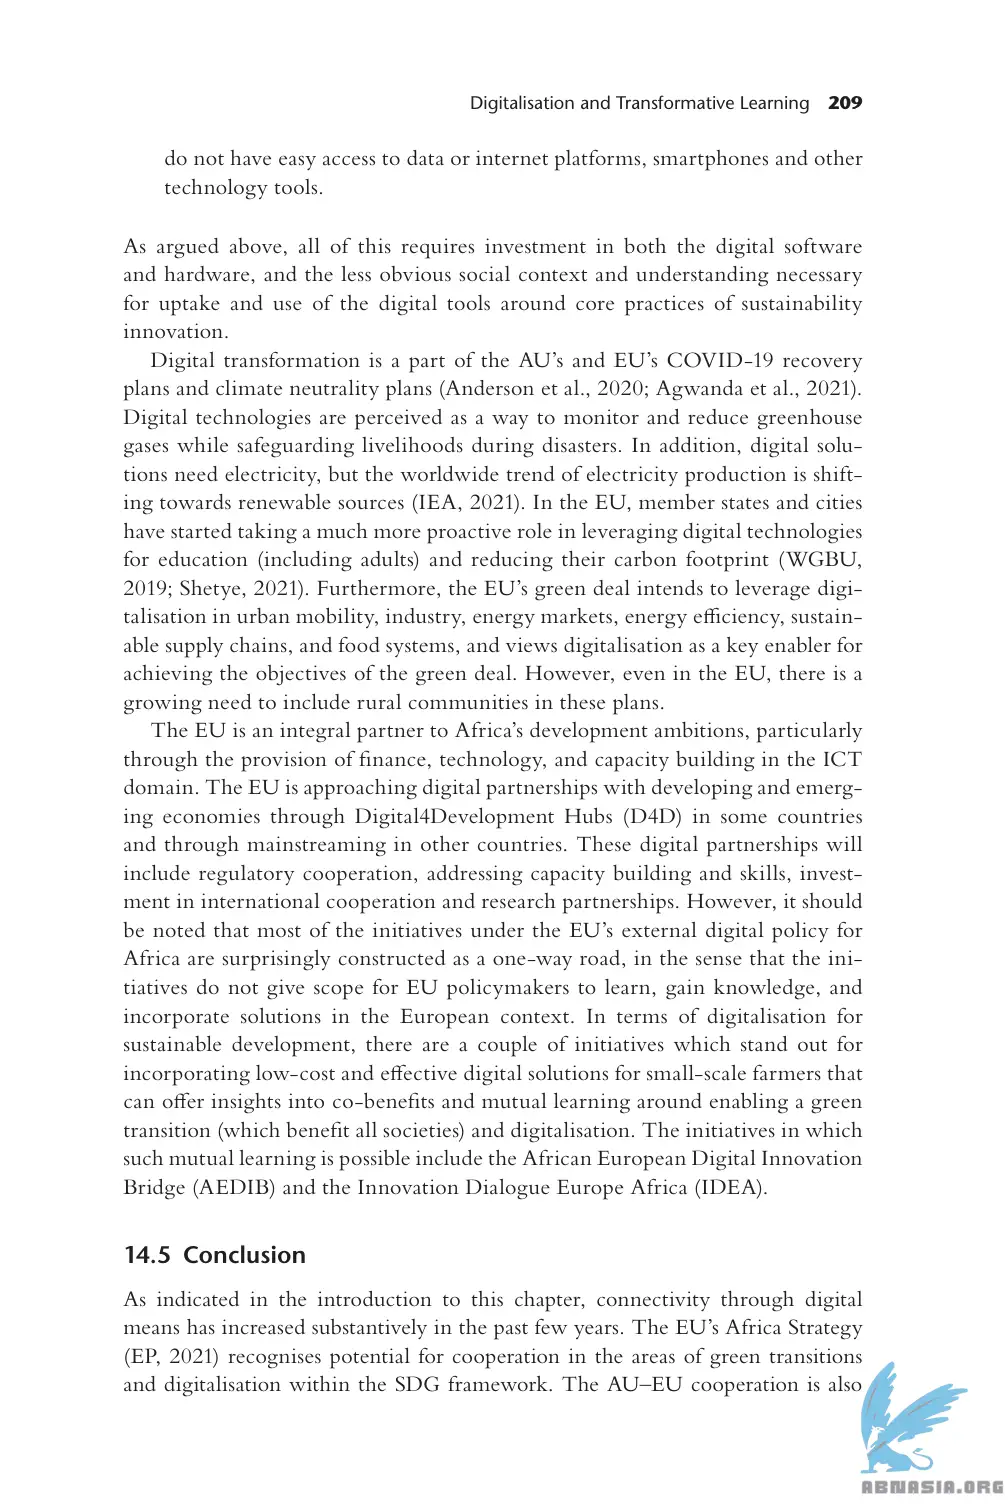 Digitalisation and Transformative Learning 209
do not have easy access to data or internet platforms, smartphones and other
technology tools.
As argued above, all of this requires investment in both the digital software
and hardware, and the less obvious social context and understanding necessary
for uptake and use of the digital tools around core practices of sustainability
innovation.
Digital transformation is a part of the AU's and EU's COVID-19 recovery
plans and climate neutrality plans (Anderson et al., 2020; Agwanda et al., 2021).
Digital technologies are perceived as a way to monitor and reduce greenhouse
gases while safeguarding livelihoods during disasters. In addition, digital solu-
tions need electricity, but the worldwide trend of electricity production is shift-
ing towards renewable sources (IEA, 2021). In the EU, member states and cities
have started taking a much more proactive role in leveraging digital technologies
for education (including adults) and reducing their carbon footprint (WGBU,
2019; Shetye, 2021). Furthermore, the EU's green deal intends to leverage digi-
talisation in urban mobility, industry, energy markets, energy efficiency, sustain-
able supply chains, and food systems, and views digitalisation as a key enabler for
achieving the objectives of the green deal. However, even in the EU, there is a
growing need to include rural communities in these plans.
The EU is an integral partner to Africa's development ambitions, particularly
through the provision of finance, technology, and capacity building in the ICT
domain. The EU is approaching digital partnerships with developing and emerg-
ing economies through Digital4Development Hubs (D4D) in some countries
and through mainstreaming in other countries. These digital partnerships will
include regulatory cooperation, addressing capacity building and skills, invest-
ment in international cooperation and research partnerships. However, it should
be noted that most of the initiatives under the EU's external digital policy for
Africa are surprisingly constructed as a one-way road, in the sense that the ini-
tiatives do not give scope for EU policymakers to learn, gain knowledge, and
incorporate solutions in the European context. In terms of digitalisation for
sustainable development, there are a couple of initiatives which stand out for
incorporating low-cost and effective digital solutions for small-scale farmers that
can offer insights into co-benefits and mutual learning around enabling a green
transition (which benefit all societies) and digitalisation. The initiatives in which
such mutual learning is possible include the African European Digital Innovation
Bridge (AEDIB) and the Innovation Dialogue Europe Africa (IDEA).
14.5 Conclusion
As indicated in the introduction to this chapter, connectivity through digital
means has increased substantively in the past few years. The EU's Africa Strategy
(EP, 2021) recognises potential for cooperation in the areas of green transitions
and digitalisation within the SDG framework. The AU–EU cooperation is also
ABNASIA.ORG